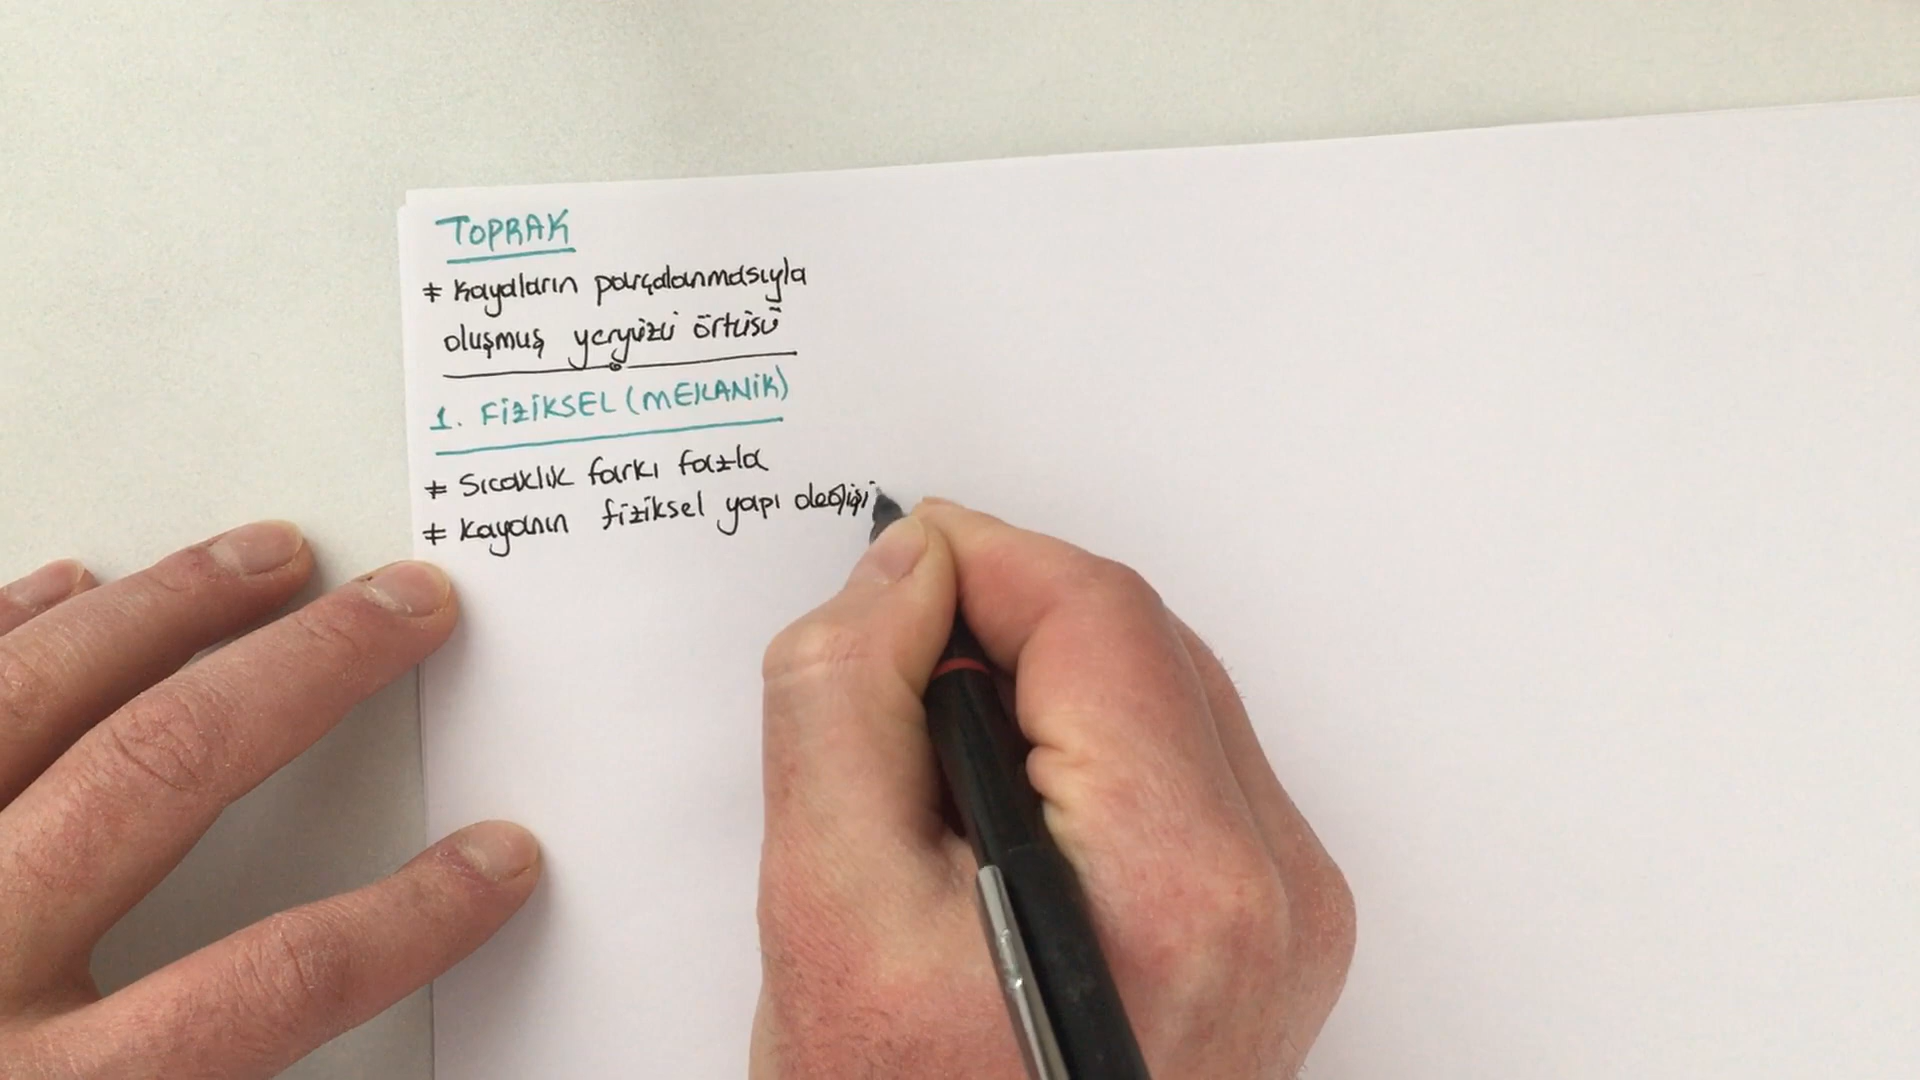 TOPRAK
* Kayaların parçalanmasıyla
oluşmuş yeryüzü örtüsü
1. FİZİKSEL (MEKANİK)
* Sıcaklık farkı fazla
* Kayanın fiziksel yapı değişi